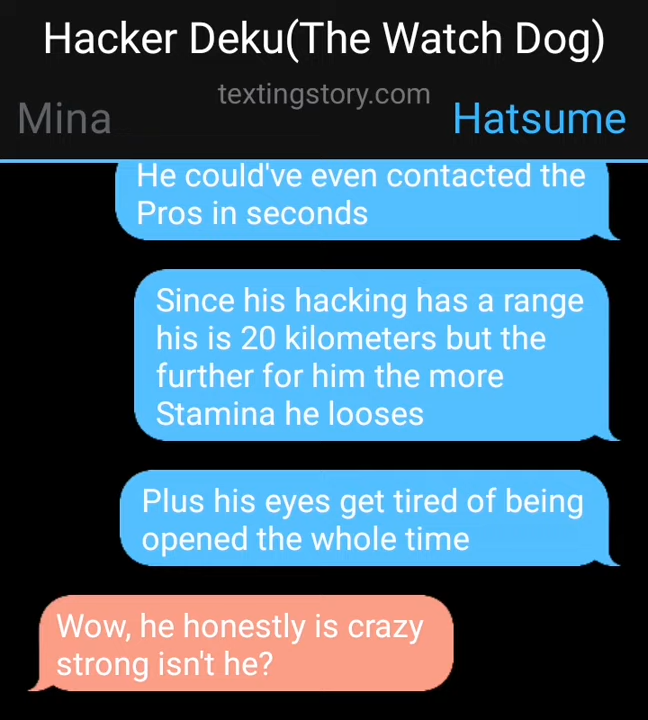 Hacker Deku(The Watch Dog)
textingstory.com
Mina
Hatsume
He could've even contacted the
Pros in seconds
Since his hacking has a range
his is 20 kilometers but the
further for him the more
Stamina he looses
Plus his eyes get tired of being
opened the whole time
Wow, he honestly is crazy
strong isn't he?